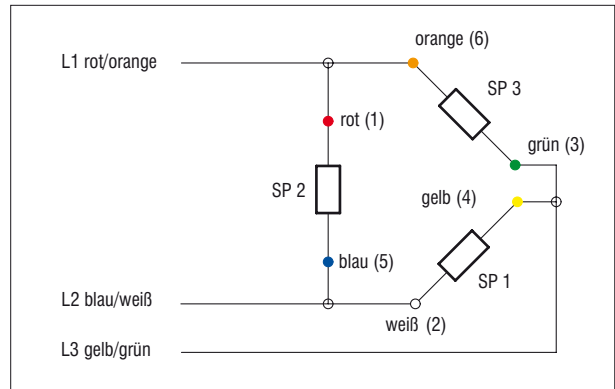 orange (6)
L1 rot/orange
SP 3
rot (1)
grün (3)
SP 2
gelb (4)
blau (5)
SP 1
L2 blau/weiß
weiß (2)
L3 gelb/grün